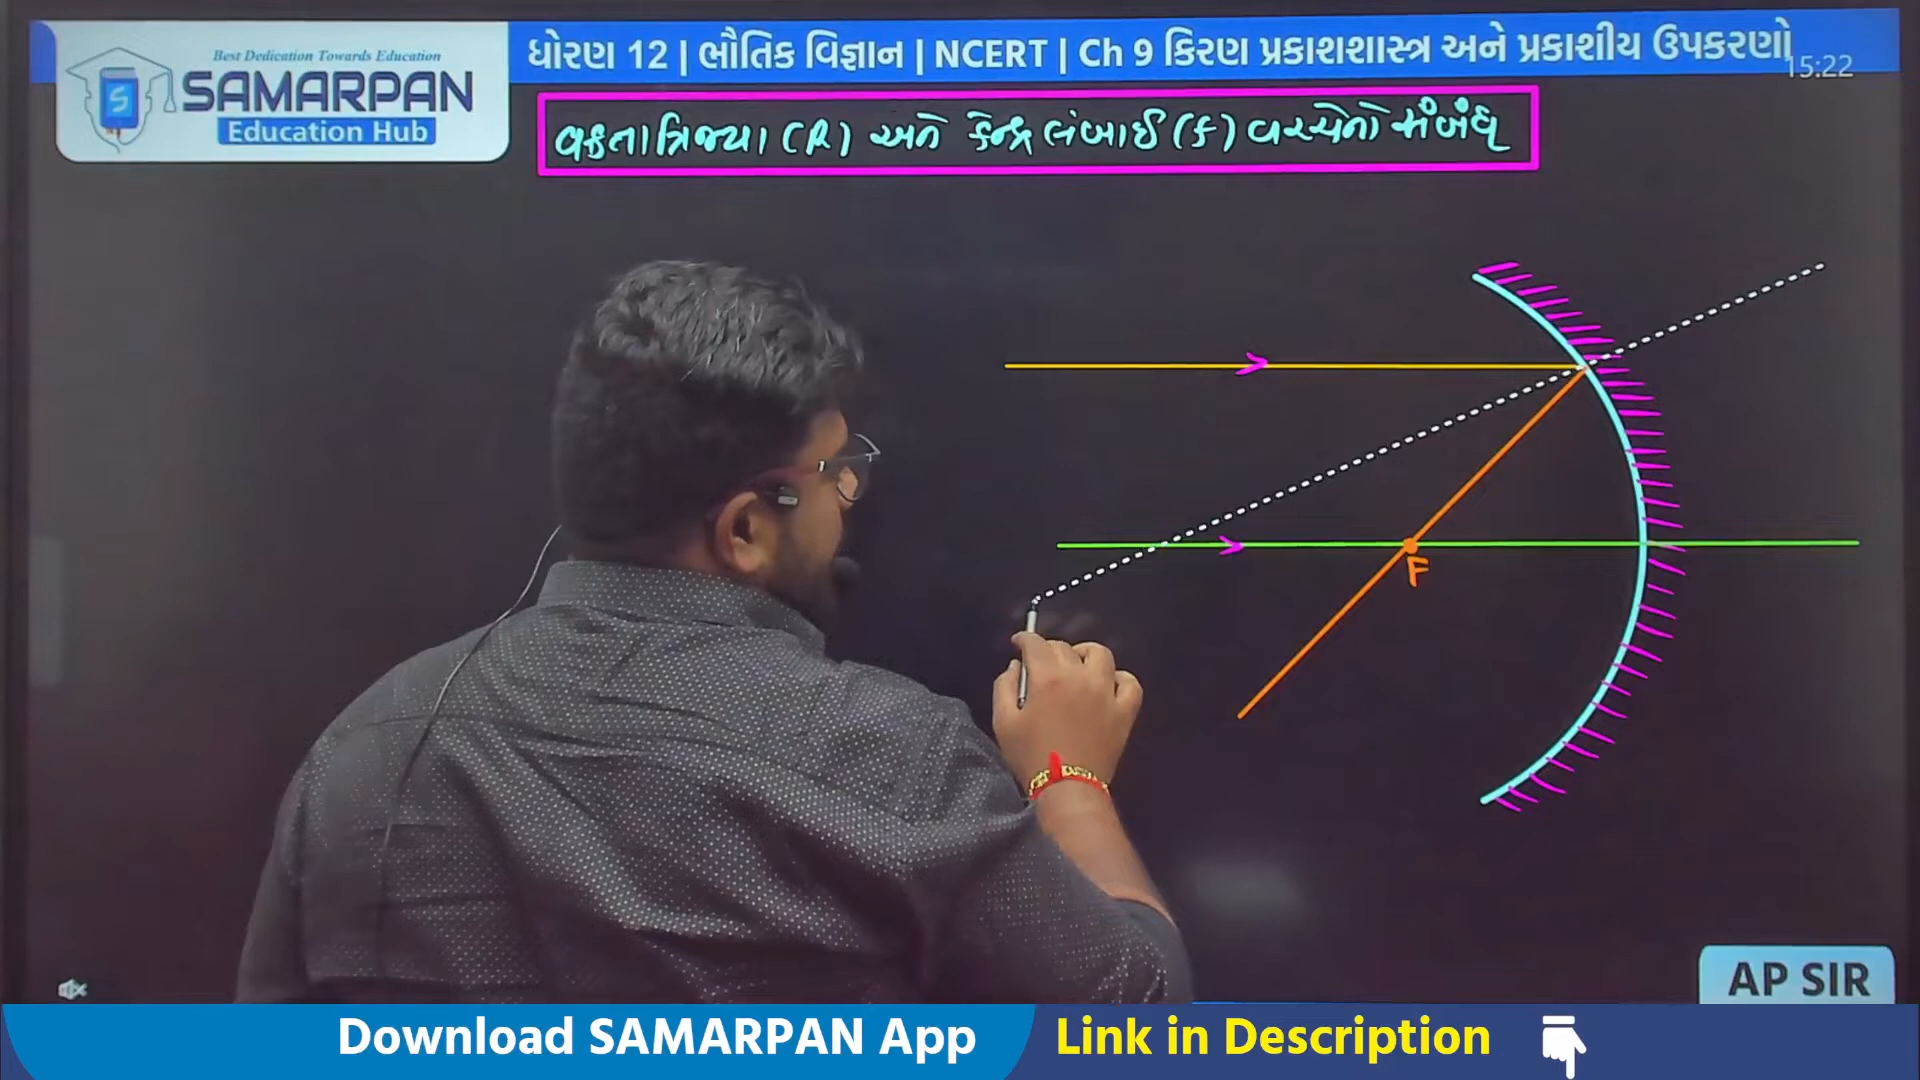 Best Dedication Towards Education
SAMARPAN
Education Hub
ધોરણ 12 | ભૌતિક વિજ્ઞાન | NCERT | Ch 9 કિરણ પ્રકાશશાસ્ત્ર અને પ્રકાશીય ઉપકરણો
15:22
વક્રતાત્રિજ્યા (R) અને કેન્દ્ર લંબાઈ (f) વચ્ચેનો સંબંધ
F
AP SIR
Download SAMARPAN App
Link in Description